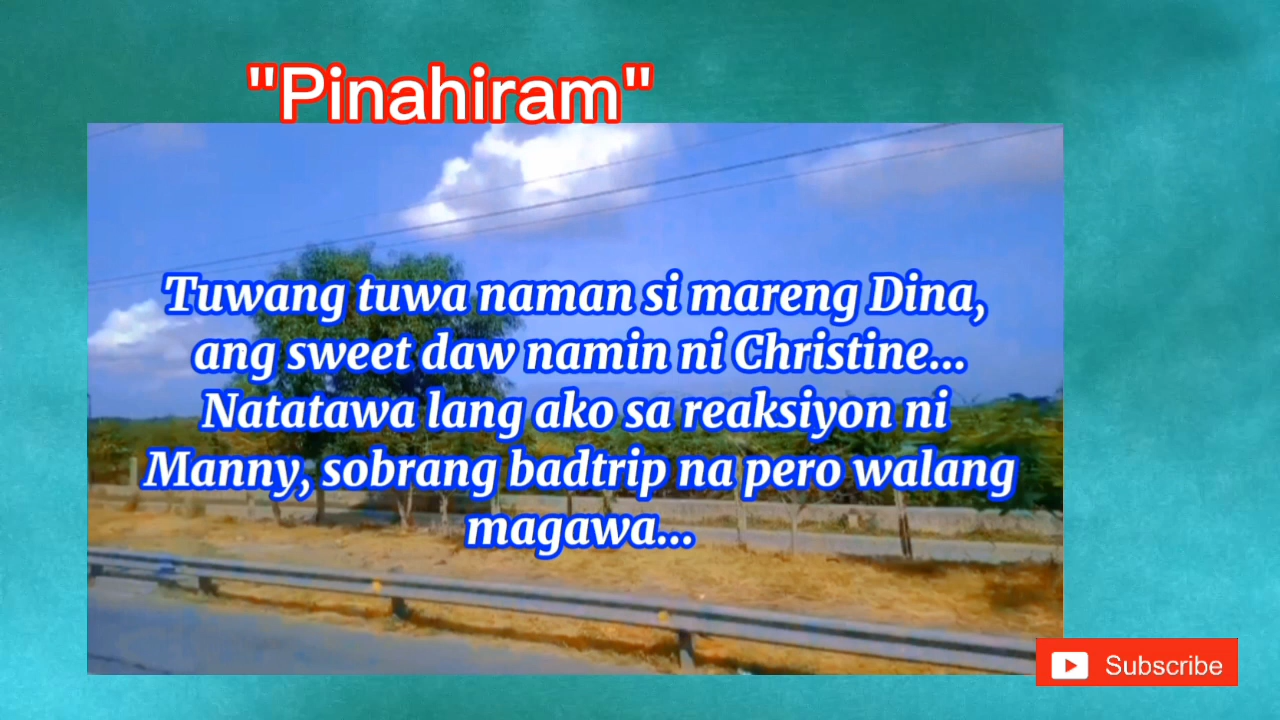 "Pinahiram"
Tuwang tuwa naman si mareng Dina,
ang sweet daw namin ni Christine...
Natatawa lang ako sa reaksiyon ni
Manny, sobrang badtrip na pero walang
magawa...
Subscribe